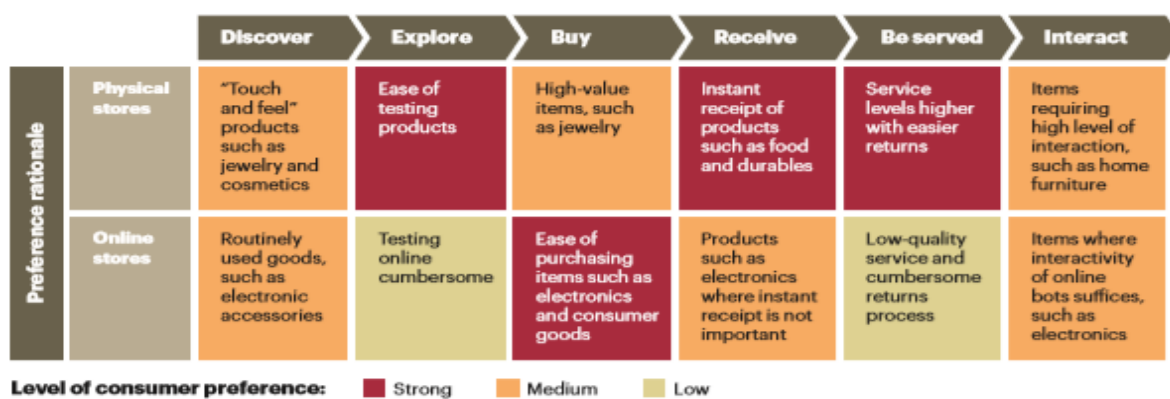 Discover
Explore
Buy
Receive
Be served
Interact
Preference rationale
Physical
stores
"Touch
and feel"
products
such as
jewelry and
cosmetics
Ease of
testing
products
High-value
items, such
as jewelry
Instant
receipt of
products
such as food
and durables
Service
levels higher
with easier
returns
Items
requiring
high level of
interaction,
such as home
furniture
Online
stores
Routinely
used goods,
such as
electronic
accessories
Testing
online
cumbersome
Ease of
purchasing
items such as
electronics
and consumer
goods
Products
such as
electronics
where instant
receipt is not
important
Low-quality
service and
cumbersome
returns
process
Items where
interactivity
of online
bots suffices,
such as
electronics
Level of consumer preference:
Strong
Medium
Low